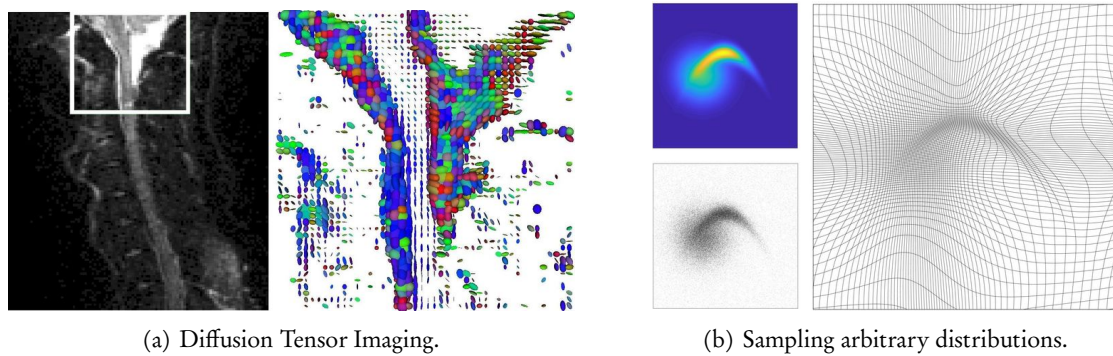 (a) Diffusion Tensor Imaging.
(b) Sampling arbitrary distributions.